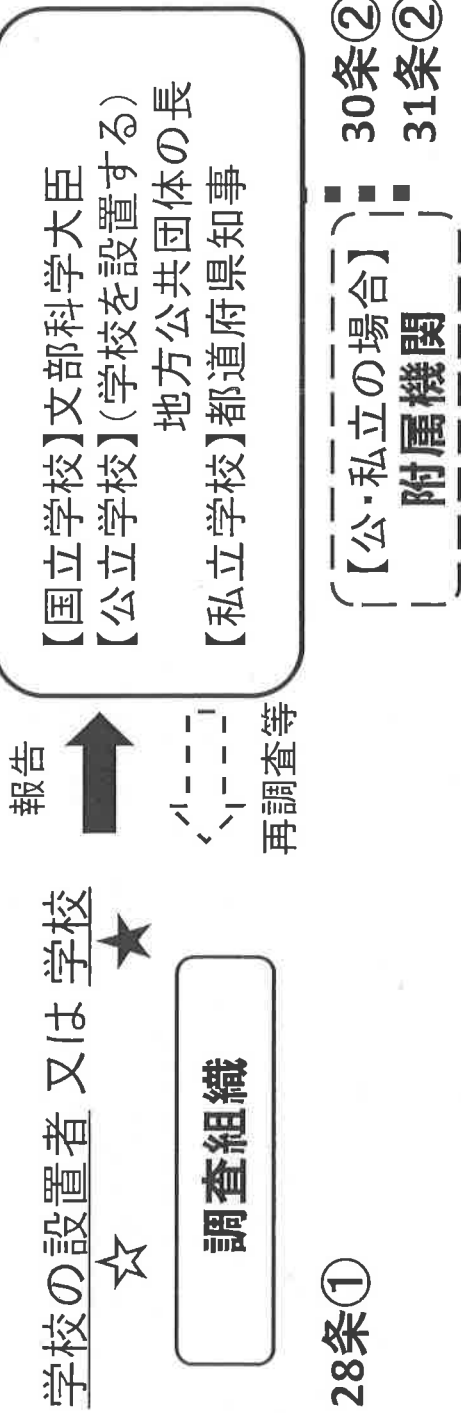 学校の設置者 又は 学校
☆
★
調査組織
28条①
報告
再調査等
【国立学校】文部科学大臣
【公立学校】(学校を設置する)
地方公共団体の長
【私立学校】都道府県知事
【公・私立の場合】
附属機関
30条②
31条②